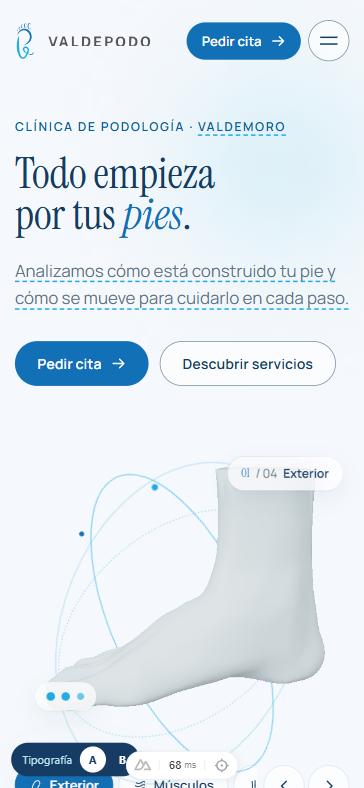 VALDEPODO
Pedir cita →
CLÍNICA DE PODOLOGÍA · VALDEMORO
Todo empieza
por tus pies.
Analizamos cómo está construido tu pie y
cómo se mueve para cuidarlo en cada paso.
Pedir cita →
Descubrir servicios
01 / 04 Exterior
Tipografía A B
68 ms
Exterior
Músculos